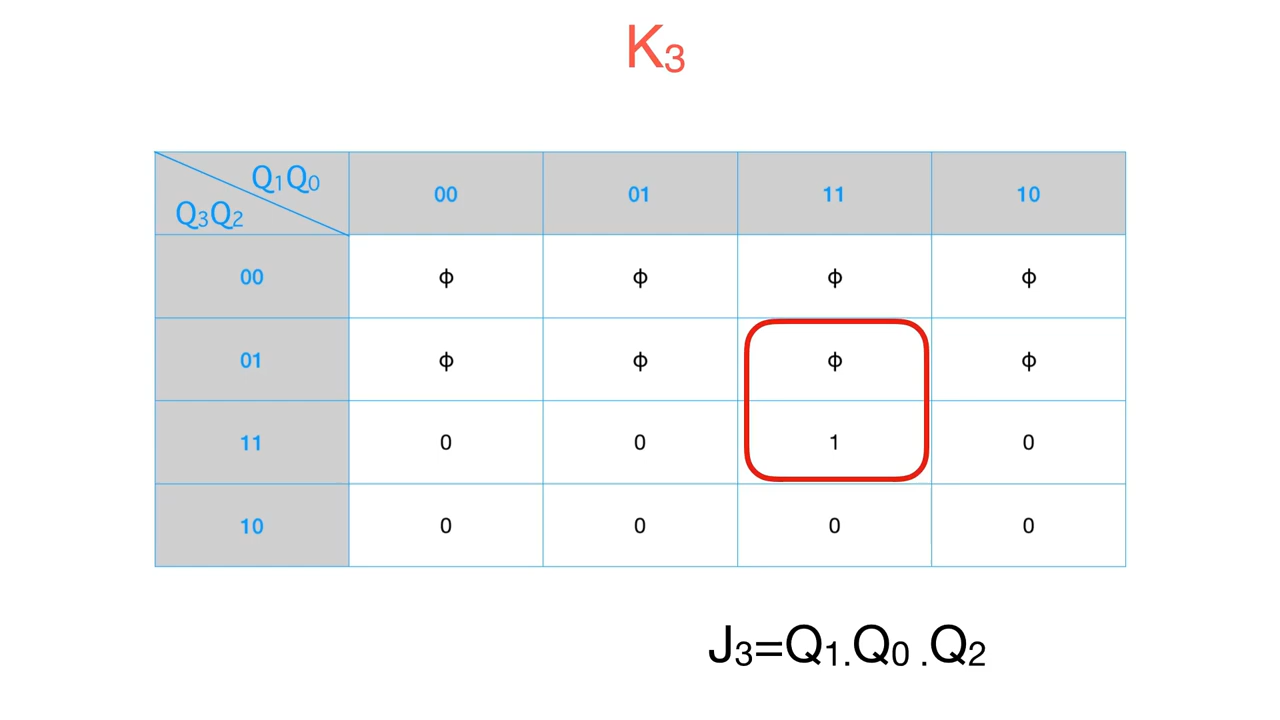 K₃
Q₁Q₀
Q₃Q₂
00 01 11 10
00 ф ф ф ф
01 ф ф ф ф
11 0 0 1 0
10 0 0 0 0
J₃=Q₁.Q₀ .Q₂